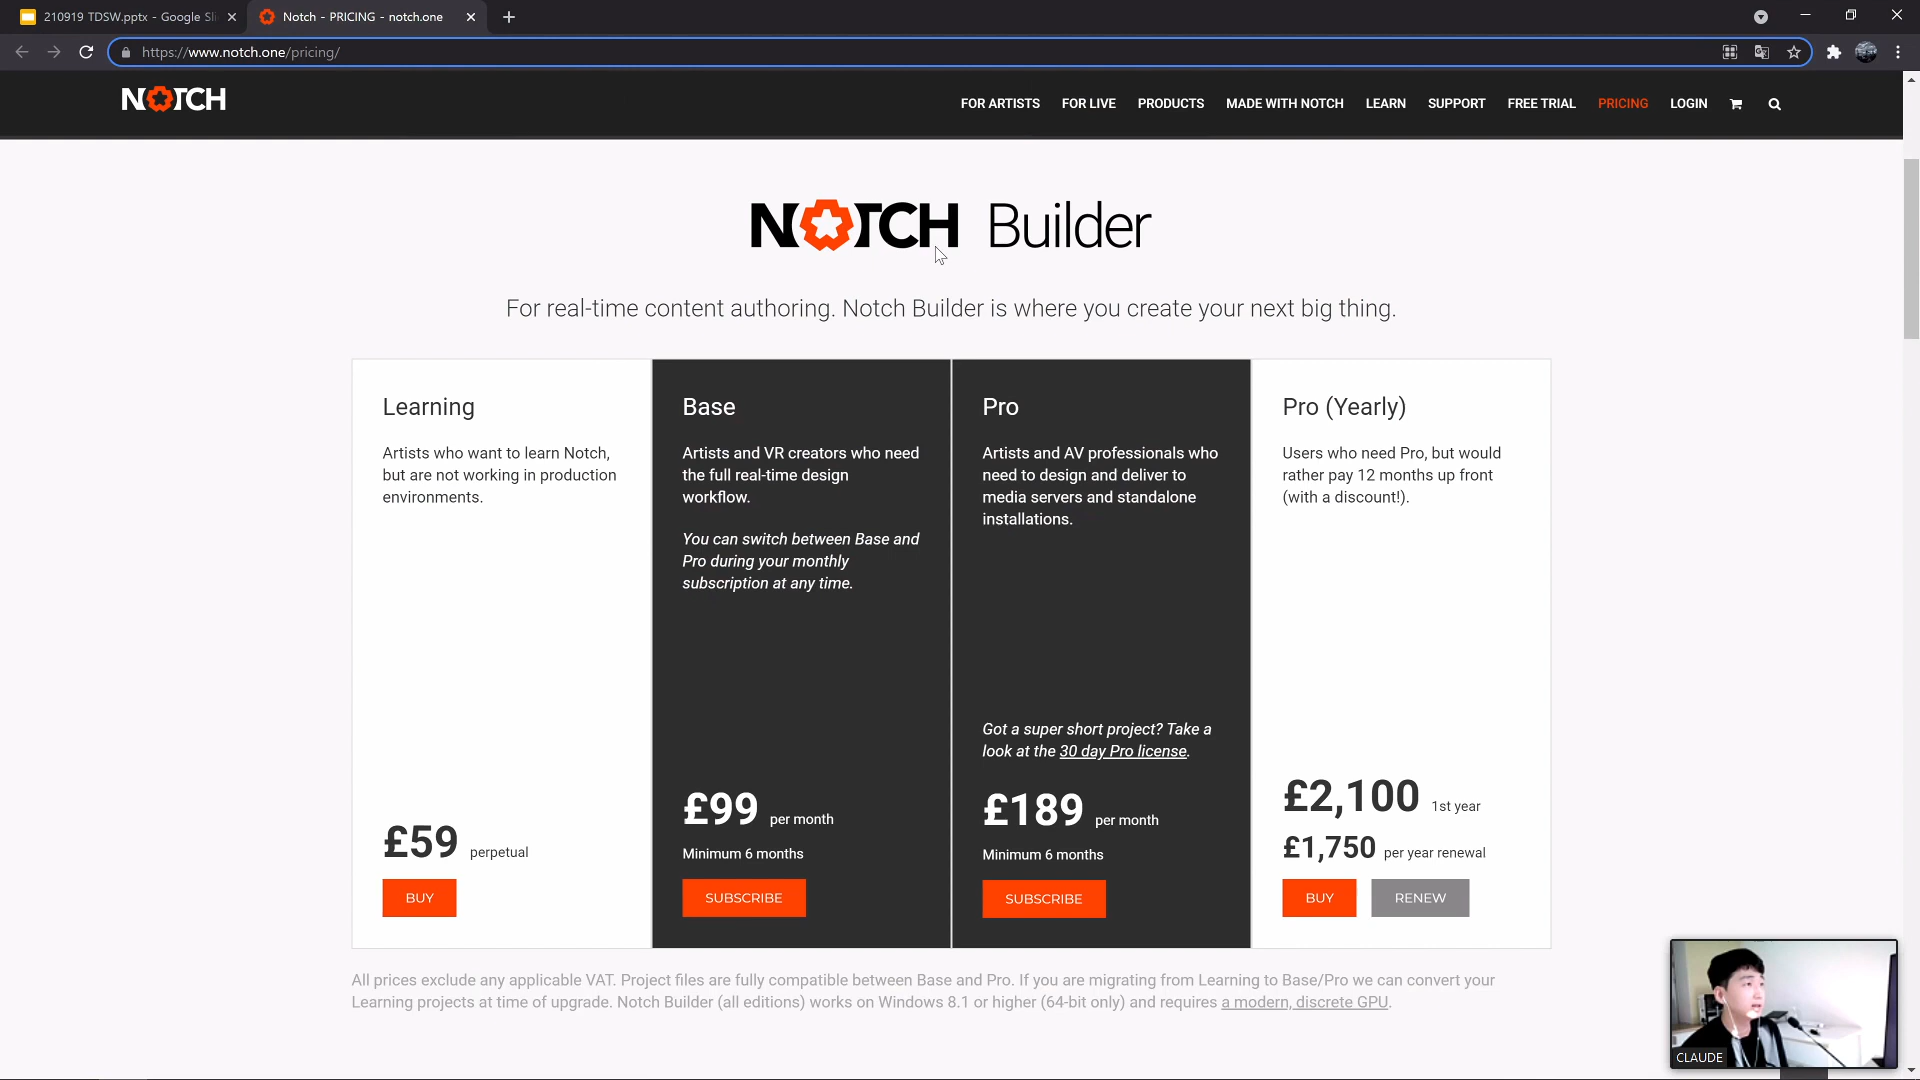 210919 TDSW.pptx - Google Sli
Notch - PRICING - notch.one
https://www.notch.one/pricing/
NOTCH
FOR ARTISTS
FOR LIVE
PRODUCTS
MADE WITH NOTCH
LEARN
SUPPORT
FREE TRIAL
PRICING
LOGIN
NOTCH Builder
For real-time content authoring. Notch Builder is where you create your next big thing.
Learning
Artists who want to learn Notch,
but are not working in production
environments.
£59 perpetual
BUY
Base
Artists and VR creators who need
the full real-time design
workflow.
You can switch between Base and
Pro during your monthly
subscription at any time.
£99 per month
Minimum 6 months
SUBSCRIBE
Pro
Artists and AV professionals who
need to design and deliver to
media servers and standalone
installations.
Got a super short project? Take a
look at the 30 day Pro license.
£189 per month
Minimum 6 months
SUBSCRIBE
Pro (Yearly)
Users who need Pro, but would
rather pay 12 months up front
(with a discount!).
£2,100 1st year
£1,750 per year renewal
BUY
RENEW
All prices exclude any applicable VAT. Project files are fully compatible between Base and Pro. If you are migrating from Learning to Base/Pro we can convert your
Learning projects at time of upgrade. Notch Builder (all editions) works on Windows 8.1 or higher (64-bit only) and requires a modern, discrete GPU.
CLAUDE